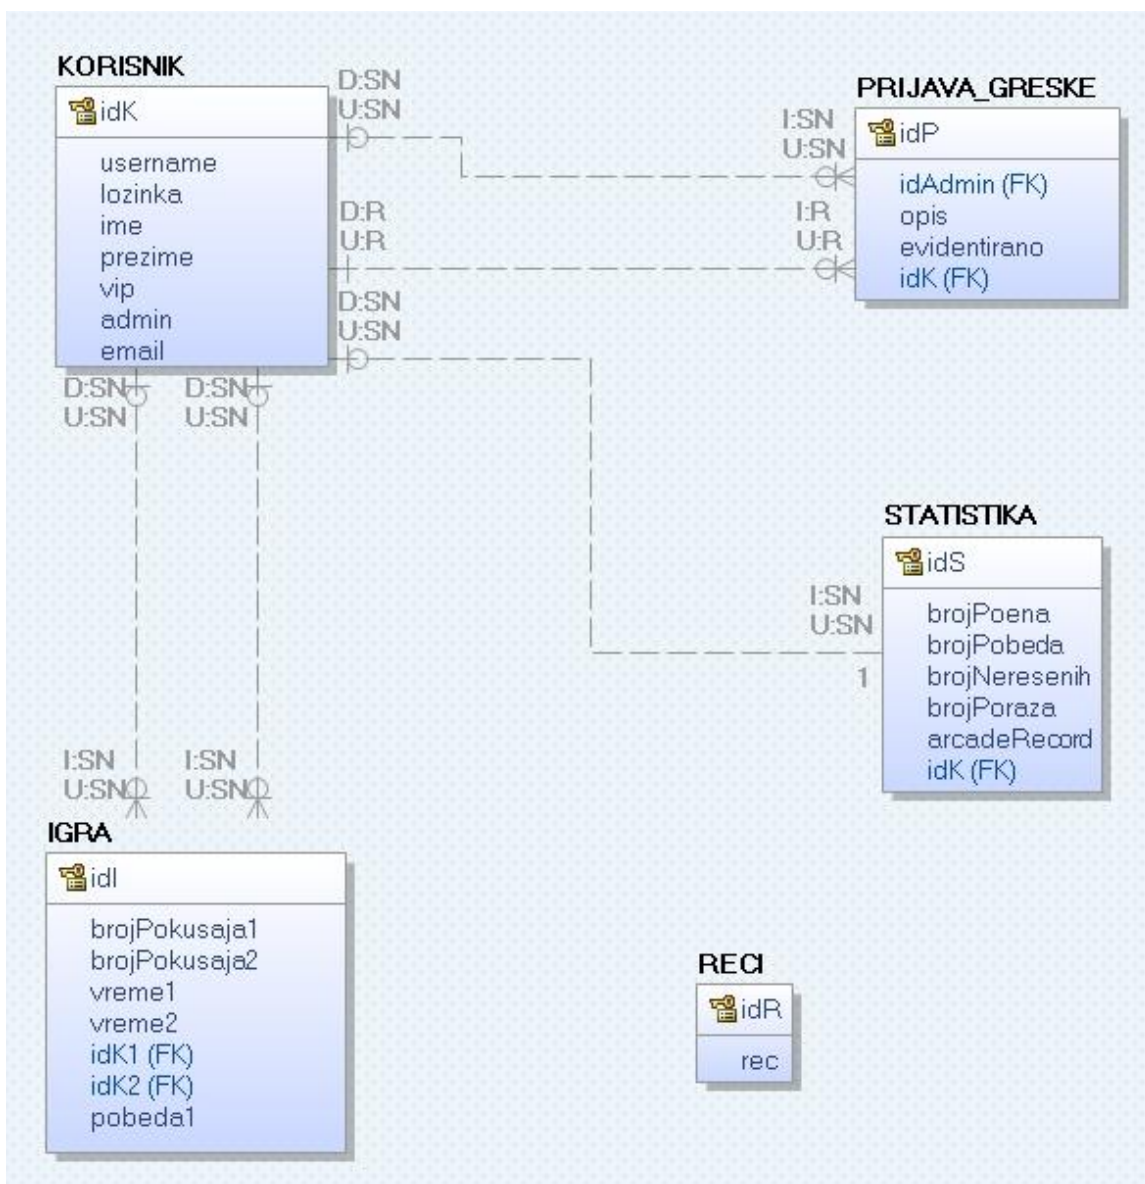 KORISNIK
idK
username
lozinka
ime
prezime
vip
admin
email
D:SN
U:SN
D:R
U:R
D:SN
U:SN
D:SN
U:SN
D:SN
U:SN
PRIJAVA_GRESKE
idP
idAdmin (FK)
opis
evidentirano
idK (FK)
I:SN
U:SN
I:R
U:R
STATISTIKA
idS
brojPoena
brojPobeda
brojNeresenih
brojPoraza
arcadeRecord
idK (FK)
I:SN
U:SN
1
I:SN
U:SN
I:SN
U:SN
IGRA
idI
brojPokusaja1
brojPokusaja2
vreme1
vreme2
idK1 (FK)
idK2 (FK)
pobeda1
RECI
idR
rec